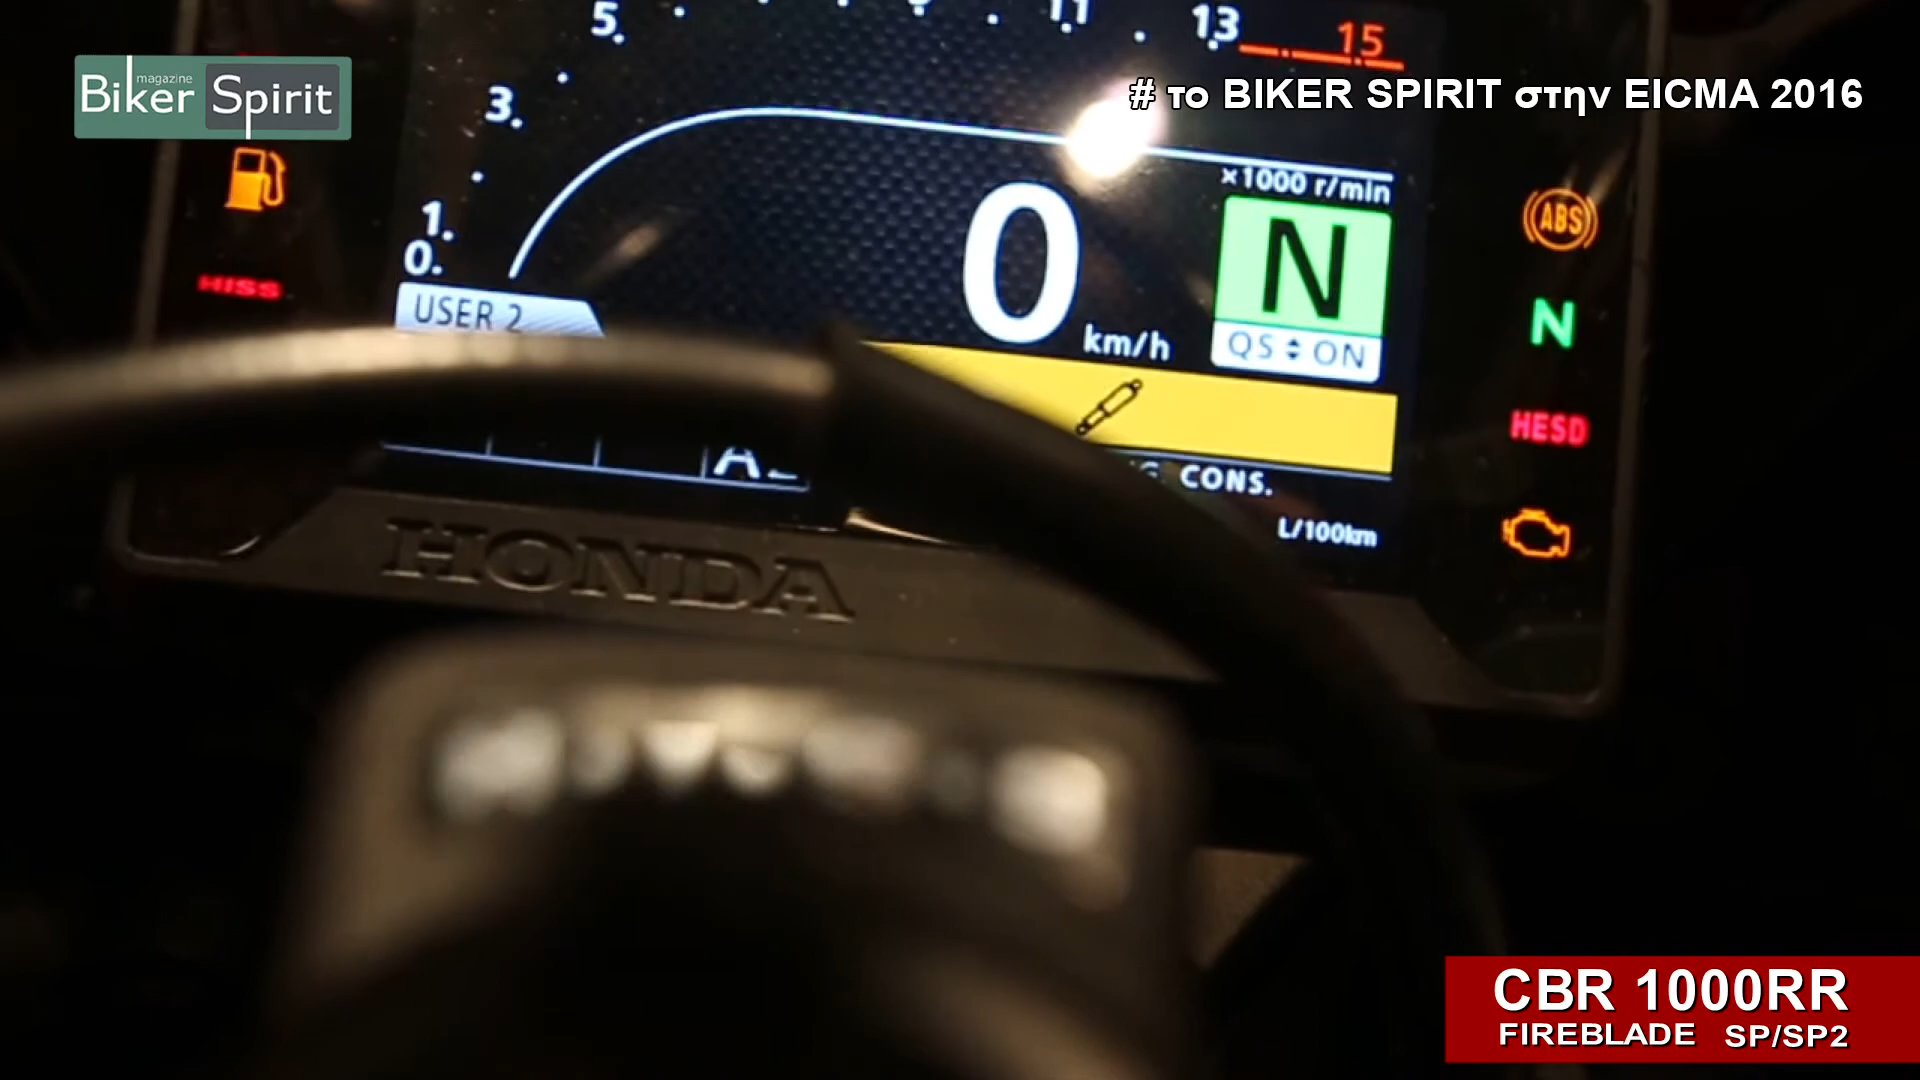 5.
11
13
15
Biker magazine Spirit
# το BIKER SPIRIT στην EICMA 2016
3.
×1000 r/min
1.
0.
N
ABS
HISS
USER 2
0
km/h
QS ON
N
HESD
CONS.
L/100km
HONDA
CBR 1000RR
FIREBLADE SP/SP2